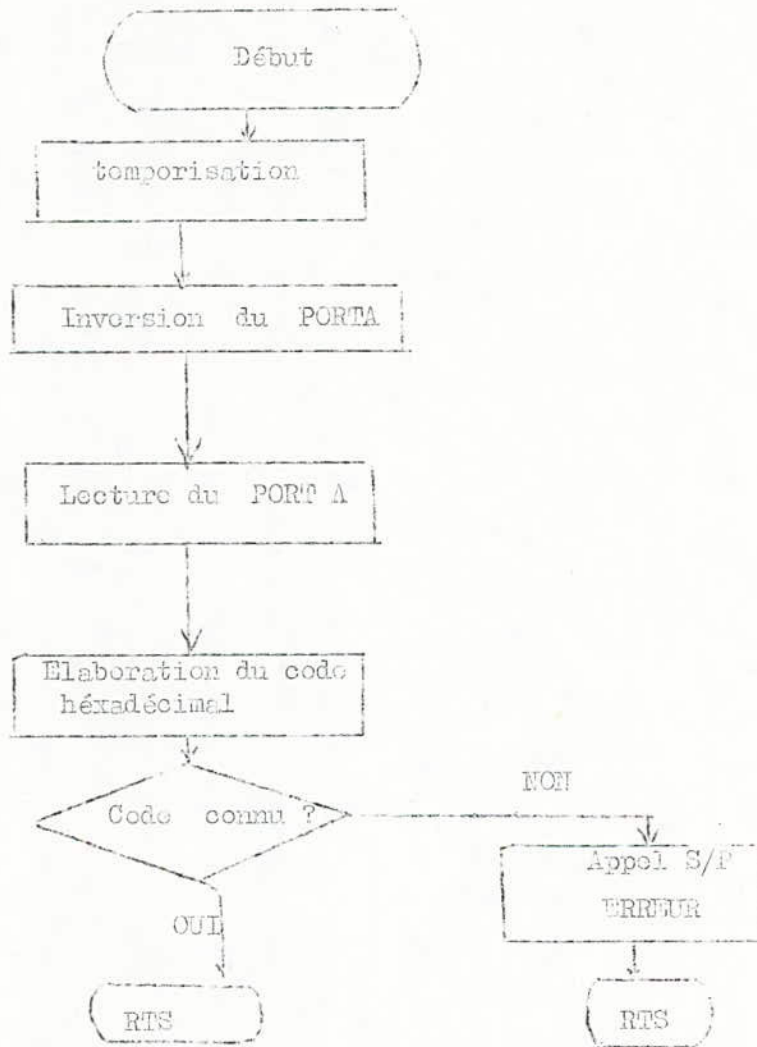 Début
temporisation
Inversion du PORTA
Lecture du PORT A
Elaboration du code
héxadécimal
Code connu ?
NON
Appel S/P
ERREUR
OUI
RTS
RTS